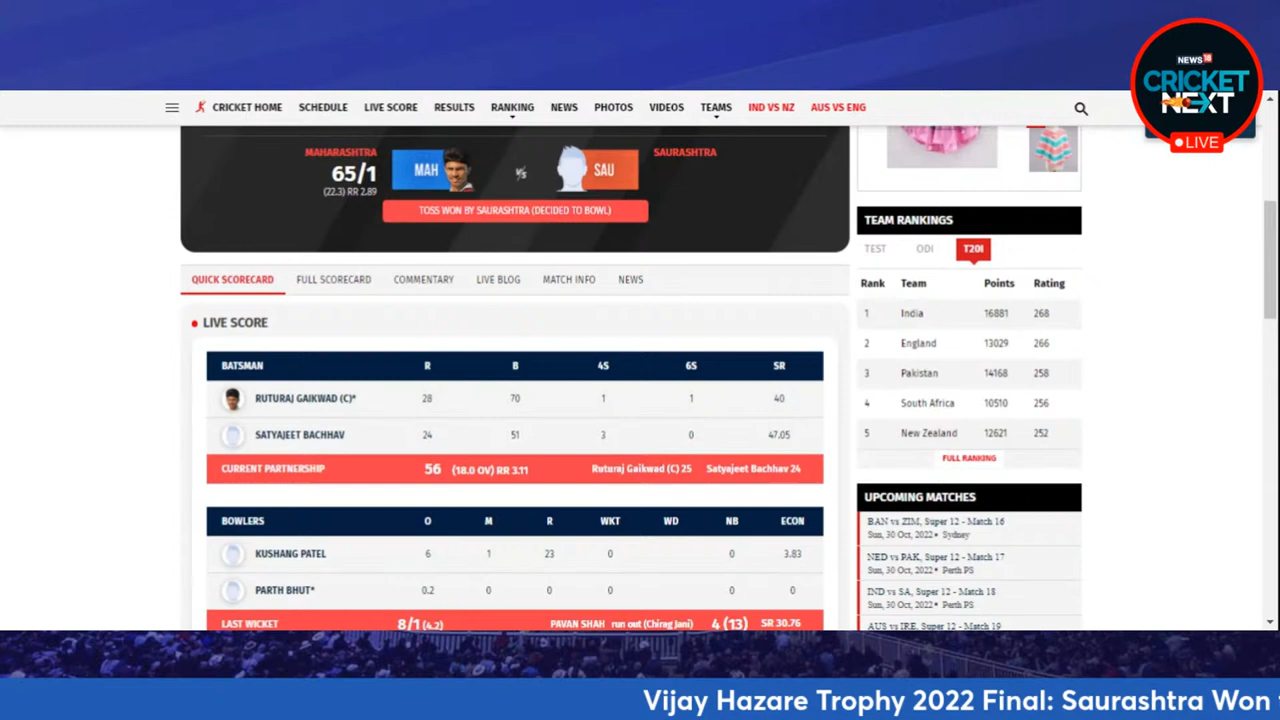 NEWS18
CRICKET
NEXT
LIVE
CRICKET HOME SCHEDULE LIVE SCORE RESULTS RANKING NEWS PHOTOS VIDEOS TEAMS IND VS NZ AUS VS ENG
MAHARASHTRA
65/1
(22.3) RR 2.89
MAH
VS
SAU
SAURASHTRA
TOSS WON BY SAURASHTRA (DECIDED TO BOWL)
QUICK SCORECARD FULL SCORECARD COMMENTARY LIVE BLOG MATCH INFO NEWS
LIVE SCORE
BATSMAN R B 4S 6S SR
RUTURAJ GAIKWAD (C)* 28 70 1 1 40
SATYAJEET BACHHAV 24 51 3 0 47.05
CURRENT PARTNERSHIP 56 (18.0 OV) RR 3.11 Ruturaj Gaikwad (C) 25 Satyajeet Bachhav 24
BOWLERS O M R WKT WD NB ECON
KUSHANG PATEL 6 1 23 0 0 3.83
PARTH BHUT* 0.2 0 0 0 0 0
LAST WICKET 8/1 (4.2) PAVAN SHAH run out (Chirag Jani) 4 (13) SR 30.76
TEAM RANKINGS
TEST ODI T20I
Rank Team Points Rating
1 India 16881 268
2 England 13029 266
3 Pakistan 14168 258
4 South Africa 10510 256
5 New Zealand 12621 252
FULL RANKING
UPCOMING MATCHES
BAN vs ZIM, Super 12 - Match 16
Sun, 30 Oct, 2022• Sydney
NED vs PAK, Super 12 - Match 17
Sun, 30 Oct, 2022• Perth PS
IND vs SA, Super 12 - Match 18
Sun, 30 Oct, 2022• Perth PS
AUS vs IRE, Super 12 - Match 19
Vijay Hazare Trophy 2022 Final: Saurashtra Won